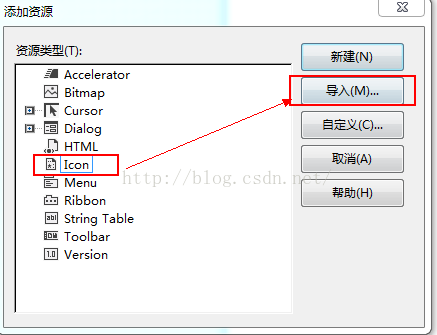 添加资源
资源类型(T):
Accelerator
Bitmap
Cursor
Dialog
HTML
Icon
Menu
Ribbon
String Table
Toolbar
Version
新建(N)
导入(M)...
自定义(C)...
取消(A)
帮助(H)
http://blog.csdn.net/